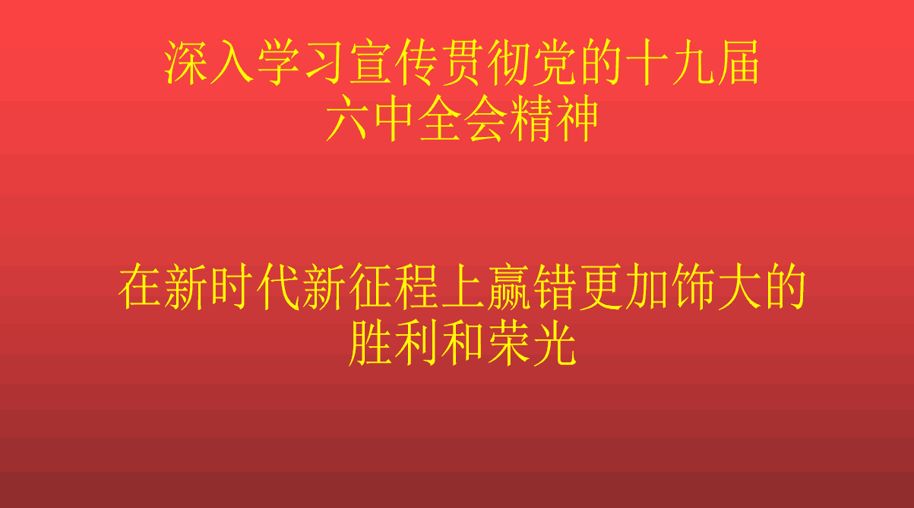 深入学习宣传贯彻党的十九届
六中全会精神
在新时代新征程上赢错更加饰大的
胜利和荣光